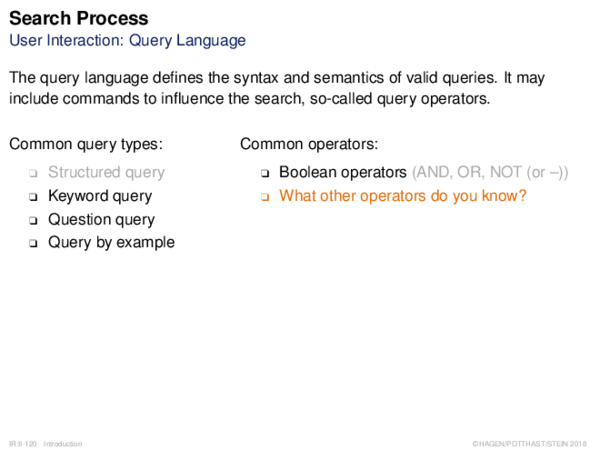 Search Process
User Interaction: Query Language
The query language defines the syntax and semantics of valid queries. It may
include commands to influence the search, so-called query operators.
Common query types:
❑ Structured query
❑ Keyword query
❑ Question query
❑ Query by example
Common operators:
❑ Boolean operators (AND, OR, NOT (or –))
❑ What other operators do you know?
IR:II-120 Introduction
©HAGEN/POTTHAST/STEIN 2018